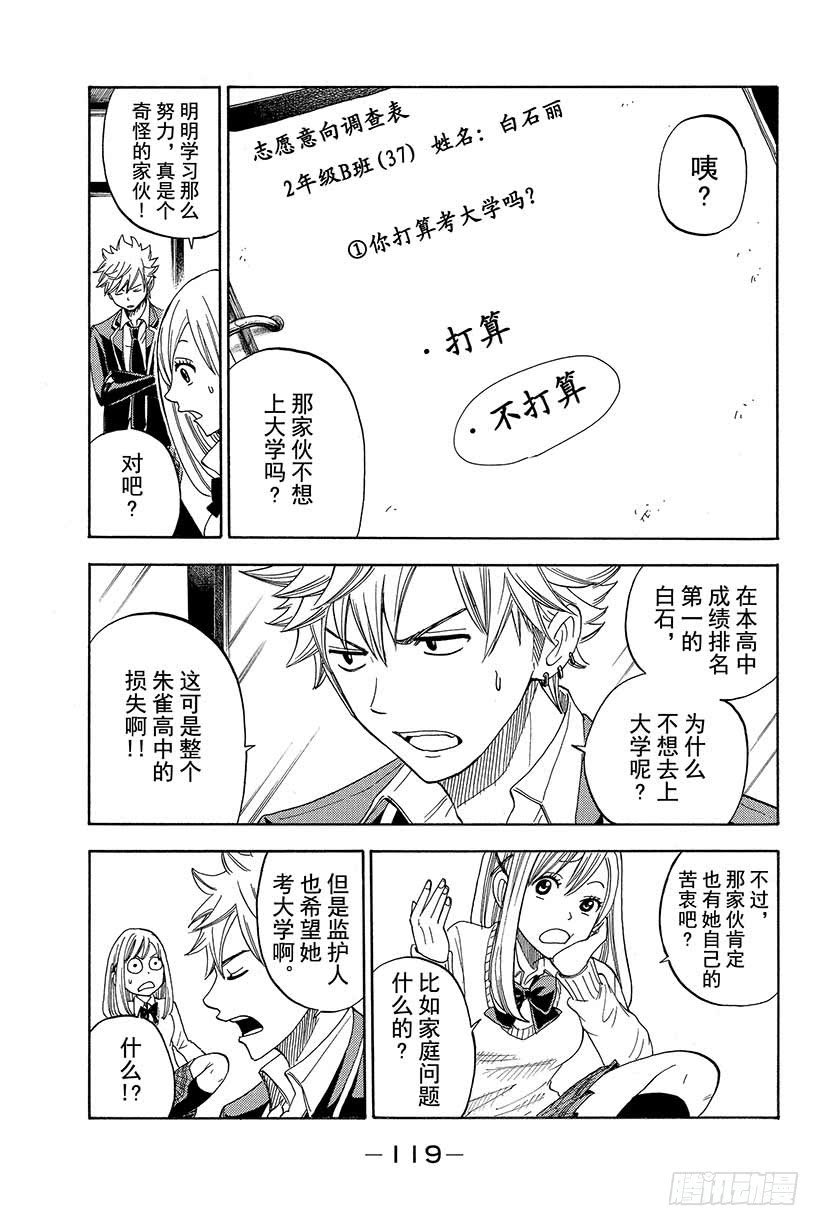 志愿意向调查表
2年级B班(37) 姓名：白石丽
①你打算考大学吗？
·打算
·不打算
咦？
那家伙不想
上大学吗？
明明学习那么
努力，真是个
奇怪的家伙！
对吧？
在本高中
成绩排名
第一的
白石，
为什么
不想去上
大学呢？
这可是整个
朱雀高中的
损失啊!!
不过，
那家伙肯定
也有她自己的
苦衷吧？
比如家庭问题
什么的？
但是监护人
也希望她
考大学啊。
什么!?
－119－
腾讯动漫